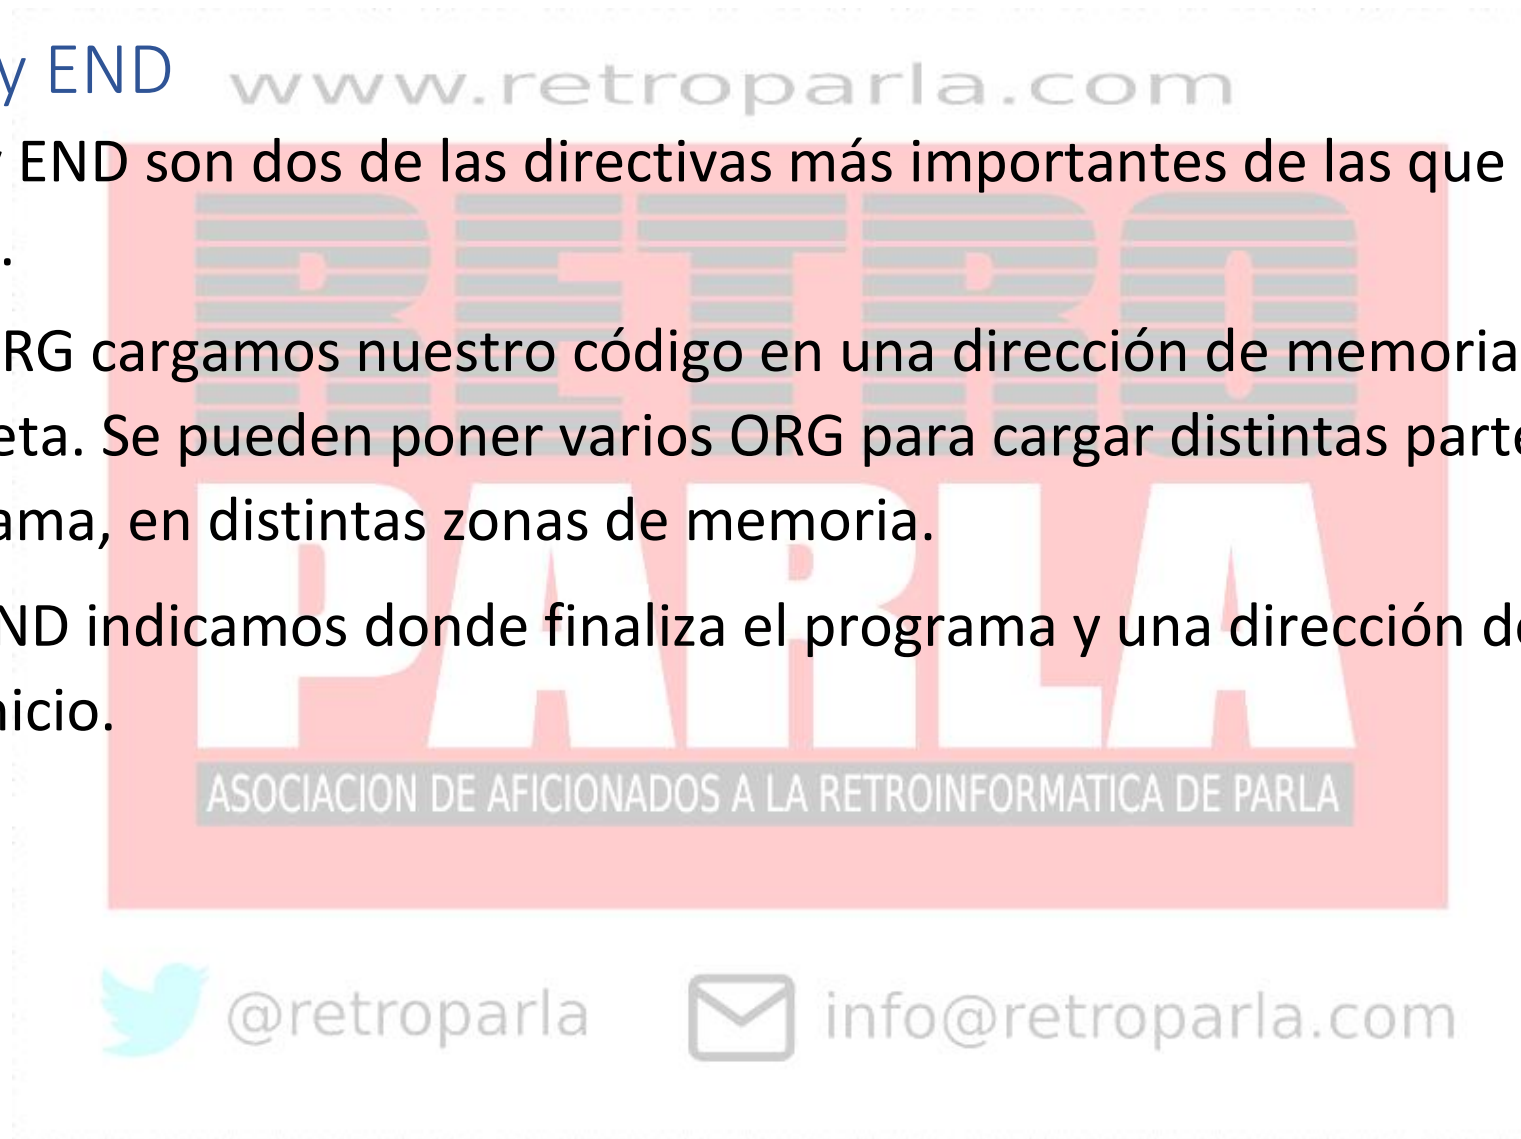 y END
www.retroparla.com
y END son dos de las directivas más importantes de las que
.
RG cargamos nuestro código en una dirección de memoria
eta. Se pueden poner varios ORG para cargar distintas parte
ama, en distintas zonas de memoria.
ND indicamos donde finaliza el programa y una dirección de
nicio.
RETRO
PARLA
ASOCIACION DE AFICIONADOS A LA RETROINFORMATICA DE PARLA
@retroparla
info@retroparla.com